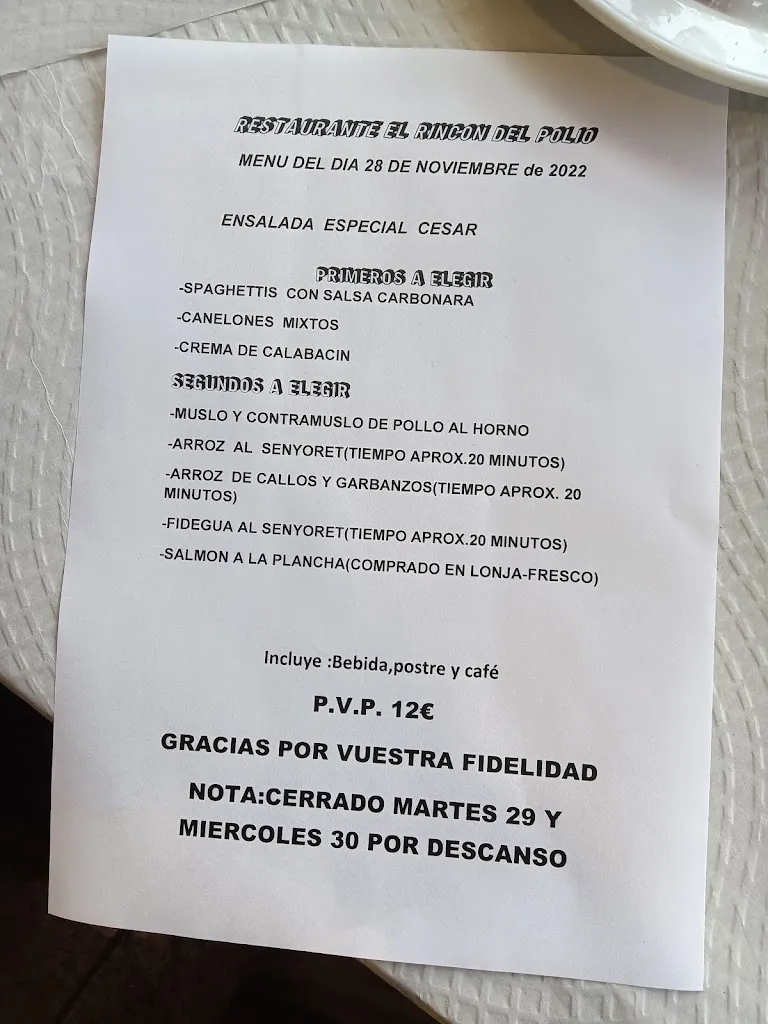 RESTAURANTE EL RINCON DEL POLIO
MENU DEL DIA 28 DE NOVIEMBRE de 2022
ENSALADA ESPECIAL CESAR
PRIMEROS A ELEGIR
-SPAGHETTIS CON SALSA CARBONARA
-CANELONES MIXTOS
-CREMA DE CALABACIN
SEGUNDOS A ELEGIR
-MUSLO Y CONTRAMUSLO DE POLLO AL HORNO
-ARROZ AL SENYORET(TIEMPO APROX.20 MINUTOS)
-ARROZ DE CALLOS Y GARBANZOS(TIEMPO APROX. 20
MINUTOS)
-FIDEGUA AL SENYORET(TIEMPO APROX.20 MINUTOS)
-SALMON A LA PLANCHA(COMPRADO EN LONJA-FRESCO)
Incluye :Bebida,postre y café
P.V.P. 12€
GRACIAS POR VUESTRA FIDELIDAD
NOTA:CERRADO MARTES 29 Y
MIERCOLES 30 POR DESCANSO